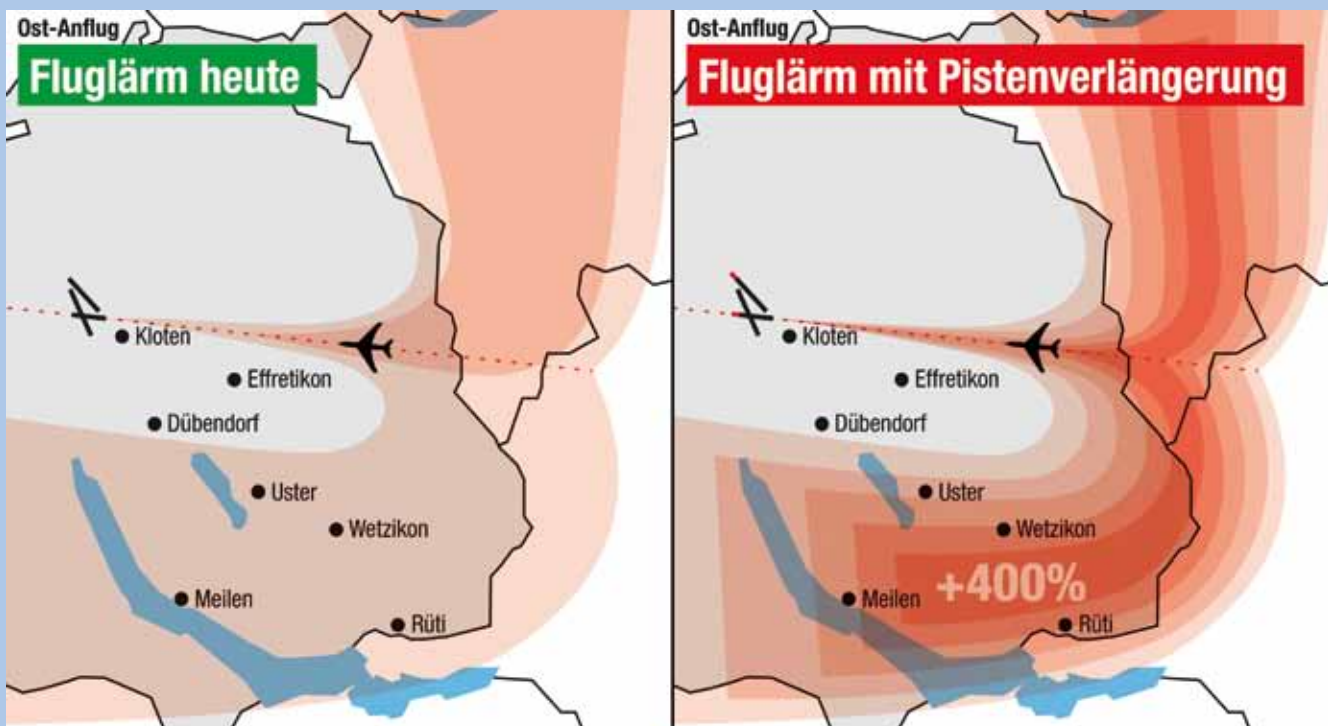 Ost-Anflug
Fluglärm heute
Kloten
Effretikon
Dübendorf
Uster
Wetzikon
Meilen
Rüti
Ost-Anflug
Fluglärm mit Pistenverlängerung
Kloten
Effretikon
Dübendorf
Uster
Wetzikon
+400%
Meilen
Rüti